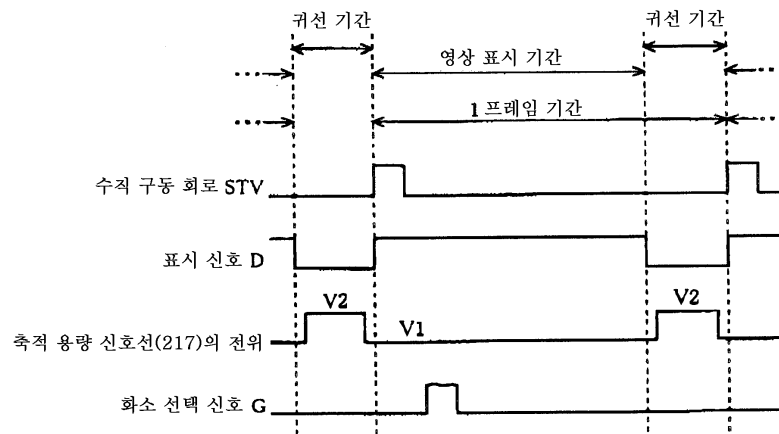 귀선 기간 귀선 기간
영상 표시 기간
1 프레임 기간
수직 구동 회로 STV
표시 신호 D
V2 V2
축적 용량 신호선(217)의 전위 V1
화소 선택 신호 G